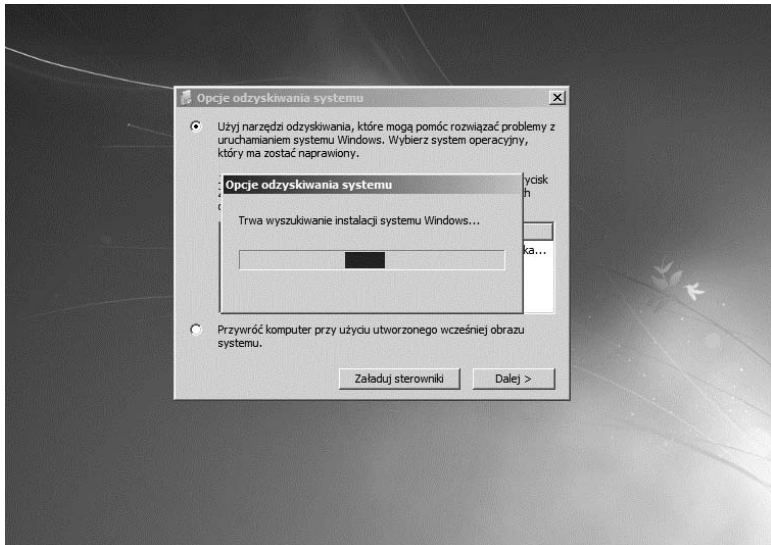 Opcje odzyskiwania systemu
Użyj narzędzi odzyskiwania, które mogą pomóc rozwiązać problemy z
uruchamianiem systemu Windows. Wybierz system operacyjny,
który ma zostać naprawiony.
Opcje odzyskiwania systemu
Trwa wyszukiwanie instalacji systemu Windows...
Przywróć komputer przy użyciu utworzonego wcześniej obrazu
systemu.
Załaduj sterowniki
Dalej >